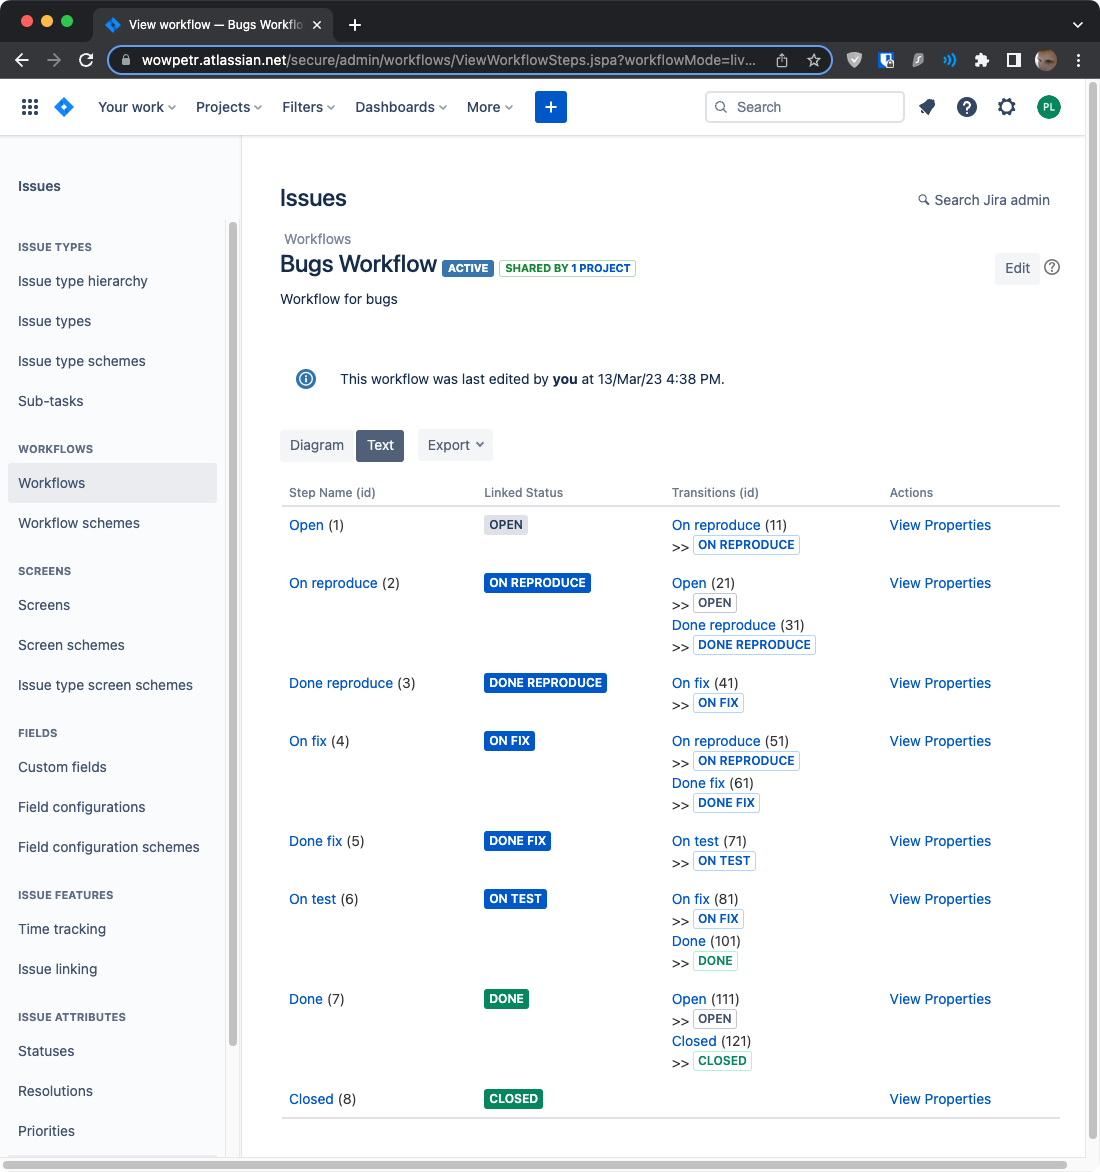 View workflow — Bugs Workflo
wowpetr.atlassian.net/secure/admin/workflows/ViewWorkflowSteps.jspa?workflowMode=liv...
Your work Projects Filters Dashboards More + Search PL
Issues
ISSUE TYPES
Issue type hierarchy
Issue types
Issue type schemes
Sub-tasks
WORKFLOWS
Workflows
Workflow schemes
SCREENS
Screens
Screen schemes
Issue type screen schemes
FIELDS
Custom fields
Field configurations
Field configuration schemes
ISSUE FEATURES
Time tracking
Issue linking
ISSUE ATTRIBUTES
Statuses
Resolutions
Priorities
Issues
Search Jira admin
Workflows
Bugs Workflow ACTIVE SHARED BY 1 PROJECT
Edit
Workflow for bugs
This workflow was last edited by you at 13/Mar/23 4:38 PM.
Diagram Text Export
Step Name (id) Linked Status Transitions (id) Actions
Open (1) OPEN On reproduce (11) View Properties
>> ON REPRODUCE
On reproduce (2) ON REPRODUCE Open (21) View Properties
>> OPEN
Done reproduce (31)
>> DONE REPRODUCE
Done reproduce (3) DONE REPRODUCE On fix (41) View Properties
>> ON FIX
On fix (4) ON FIX On reproduce (51) View Properties
>> ON REPRODUCE
Done fix (61)
>> DONE FIX
Done fix (5) DONE FIX On test (71) View Properties
>> ON TEST
On test (6) ON TEST On fix (81) View Properties
>> ON FIX
Done (101)
>> DONE
Done (7) DONE Open (111) View Properties
>> OPEN
Closed (121)
>> CLOSED
Closed (8) CLOSED View Properties